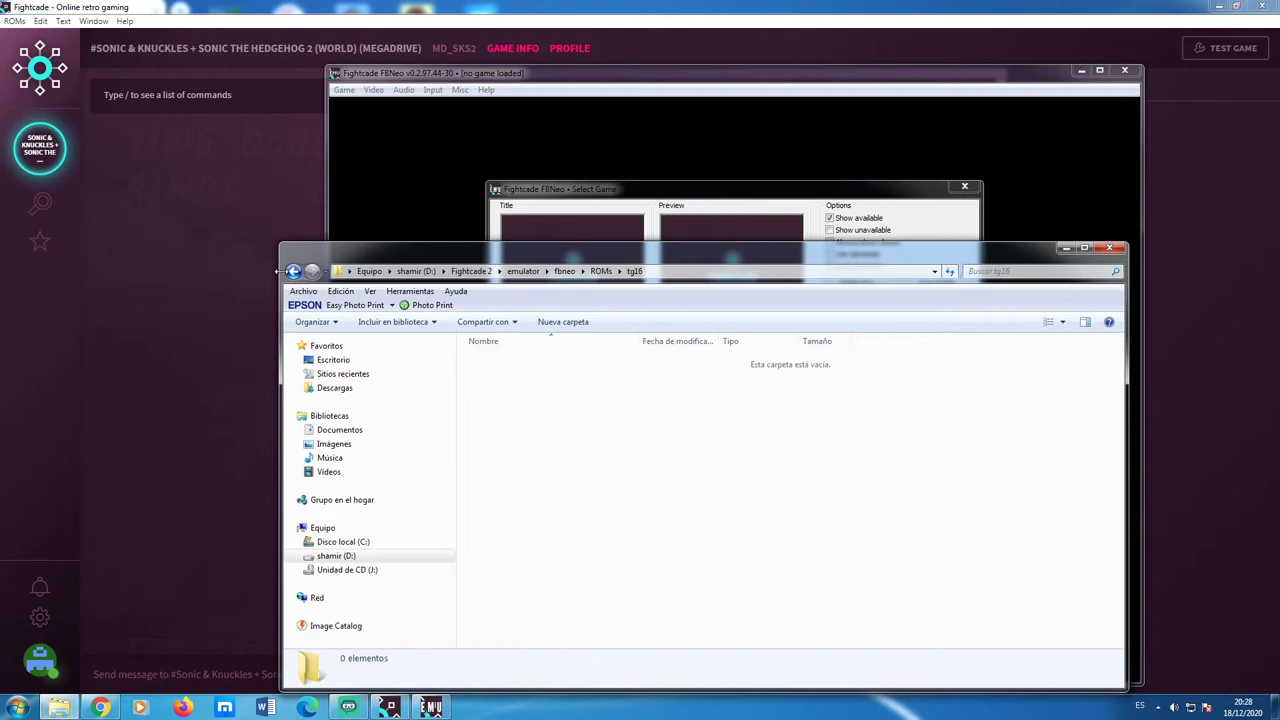 Fightcade - Online retro gaming
ROMs Edit Text Window Help
#SONIC & KNUCKLES + SONIC THE HEDGEHOG 2 (WORLD) (MEGADRIVE) MD_SKS2 GAME INFO PROFILE
TEST GAME
Fightcade FBNeo v0.2.97.44-30 • [no game loaded]
Game Video Audio Input Misc Help
Type / to see a list of commands
SONIC &
KNUCKLES +
SONIC THE
...
Fightcade FBNeo • Select Game
Title Preview Options
Show available
Show unavailable
Equipo shamir (D:) Fightcade 2 emulator fbneo ROMs tg16
Buscar tg16
Archivo Edición Ver Herramientas Ayuda
EPSON Easy Photo Print Photo Print
Organizar Incluir en biblioteca Compartir con Nueva carpeta
Nombre Fecha de modifica... Tipo Tamaño
Esta carpeta está vacía.
Favoritos
Escritorio
Sitios recientes
Descargas
Bibliotecas
Documentos
Imágenes
Música
Vídeos
Grupo en el hogar
Equipo
Disco local (C:)
shamir (D:)
Unidad de CD (J:)
Red
Image Catalog
0 elementos
Send message to #Sonic & Knuckles + Son
ES
20:28
18/12/2020